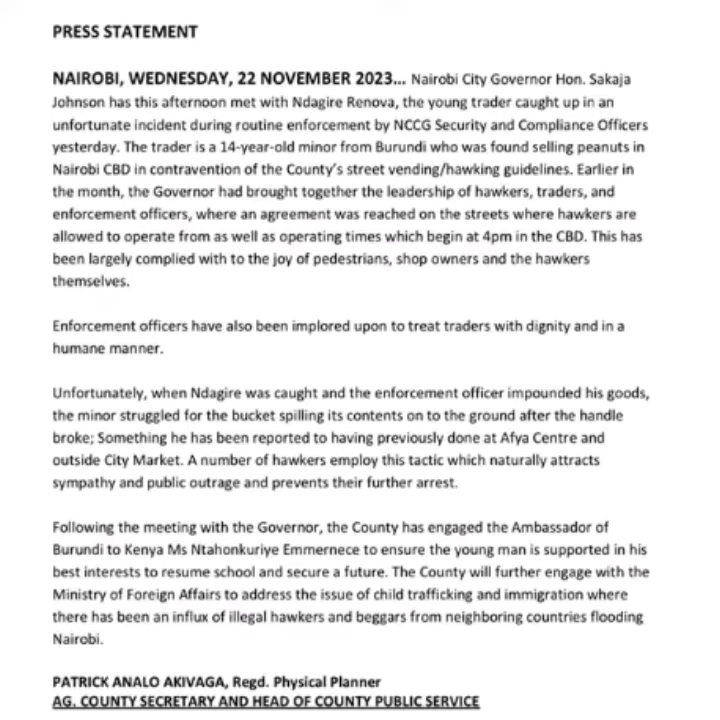 PRESS STATEMENT
NAIROBI, WEDNESDAY, 22 NOVEMBER 2023... Nairobi City Governor Hon. Sakaja
Johnson has this afternoon met with Ndagire Renova, the young trader caught up in an
unfortunate incident during routine enforcement by NCCG Security and Compliance Officers
yesterday. The trader is a 14-year-old minor from Burundi who was found selling peanuts in
Nairobi CBD in contravention of the County's street vending/hawking guidelines. Earlier in
the month, the Governor had brought together the leadership of hawkers, traders, and
enforcement officers, where an agreement was reached on the streets where hawkers are
allowed to operate from as well as operating times which begin at 4pm in the CBD. This has
been largely complied with to the joy of pedestrians, shop owners and the hawkers
themselves.
Enforcement officers have also been implored upon to treat traders with dignity and in a
humane manner.
Unfortunately, when Ndagire was caught and the enforcement officer impounded his goods,
the minor struggled for the bucket spilling its contents on to the ground after the handle
broke; Something he has been reported to having previously done at Afya Centre and
outside City Market. A number of hawkers employ this tactic which naturally attracts
sympathy and public outrage and prevents their further arrest.
Following the meeting with the Governor, the County has engaged the Ambassador of
Burundi to Kenya Ms Ntahonkuriye Emmernece to ensure the young man is supported in his
best interests to resume school and secure a future. The County will further engage with the
Ministry of Foreign Affairs to address the issue of child trafficking and immigration where
there has been an influx of illegal hawkers and beggars from neighboring countries flooding
Nairobi.
PATRICK ANALO AKIVAGA, Regd. Physical Planner
AG. COUNTY SECRETARY AND HEAD OF COUNTY PUBLIC SERVICE